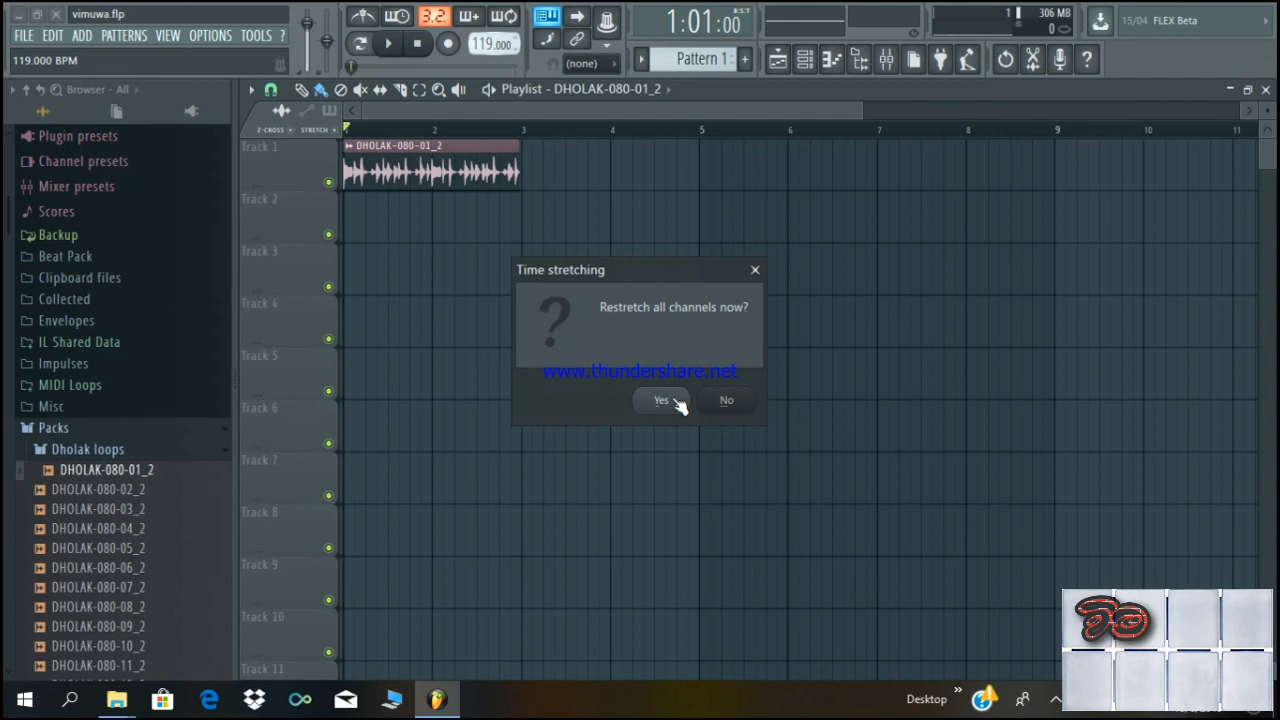 vimuwa.flp
FILE EDIT ADD PATTERNS VIEW OPTIONS TOOLS ?
119.000 BPM
3.2.
119.000
1:01:00
B:S:T
(none)
Pattern 1
1
306 MB
0
15/04 FLEX Beta
Browser - All
Playlist - DHOLAK-080-01_2
Z-CROSS
STRETCH
2 3 4 5 6 7 8 9 10 11
Plugin presets
Channel presets
Mixer presets
Scores
Backup
Beat Pack
Clipboard files
Collected
Envelopes
IL Shared Data
Impulses
MIDI Loops
Misc
Packs
Dholak loops
DHOLAK-080-01_2
DHOLAK-080-02_2
DHOLAK-080-03_2
DHOLAK-080-04_2
DHOLAK-080-05_2
DHOLAK-080-06_2
DHOLAK-080-07_2
DHOLAK-080-08_2
DHOLAK-080-09_2
DHOLAK-080-10_2
DHOLAK-080-11_2
Track 1
DHOLAK-080-01_2
Track 2
Track 3
Track 4
Track 5
Track 6
Track 7
Track 8
Track 9
Track 10
Track 11
Time stretching
Restretch all channels now?
www.thundershare.net
Yes
No
Desktop